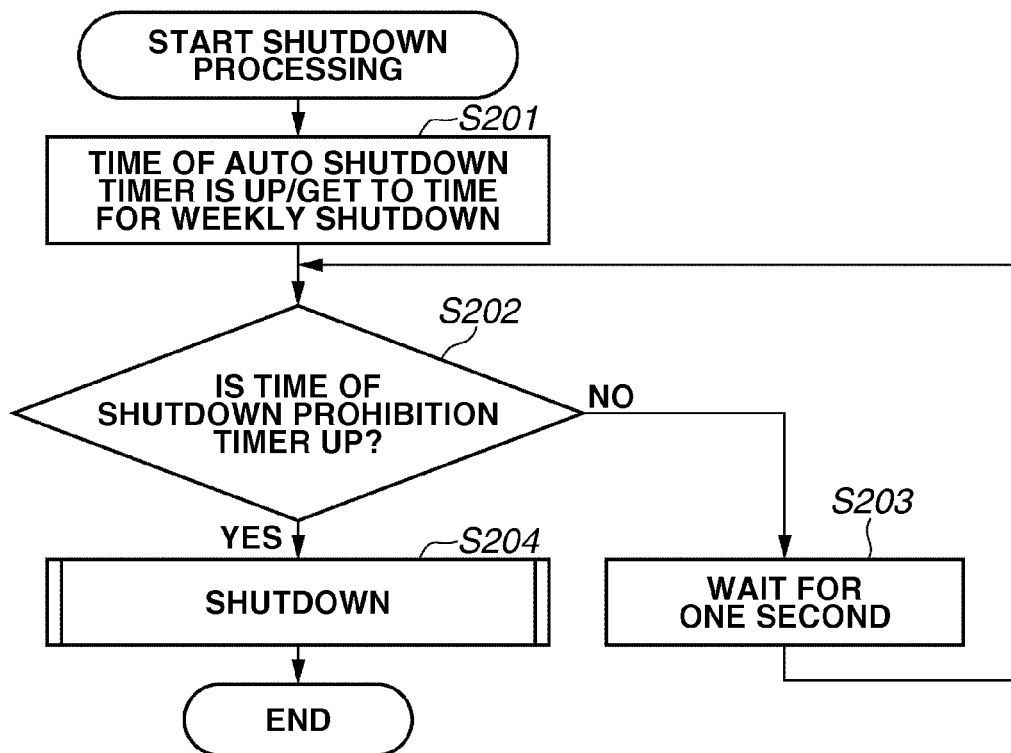 START SHUTDOWN
PROCESSING
S201
TIME OF AUTO SHUTDOWN
TIMER IS UP/GET TO TIME
FOR WEEKLY SHUTDOWN
S202
IS TIME OF
SHUTDOWN PROHIBITION
TIMER UP?
NO
YES
S204
SHUTDOWN
S203
WAIT FOR
ONE SECOND
END